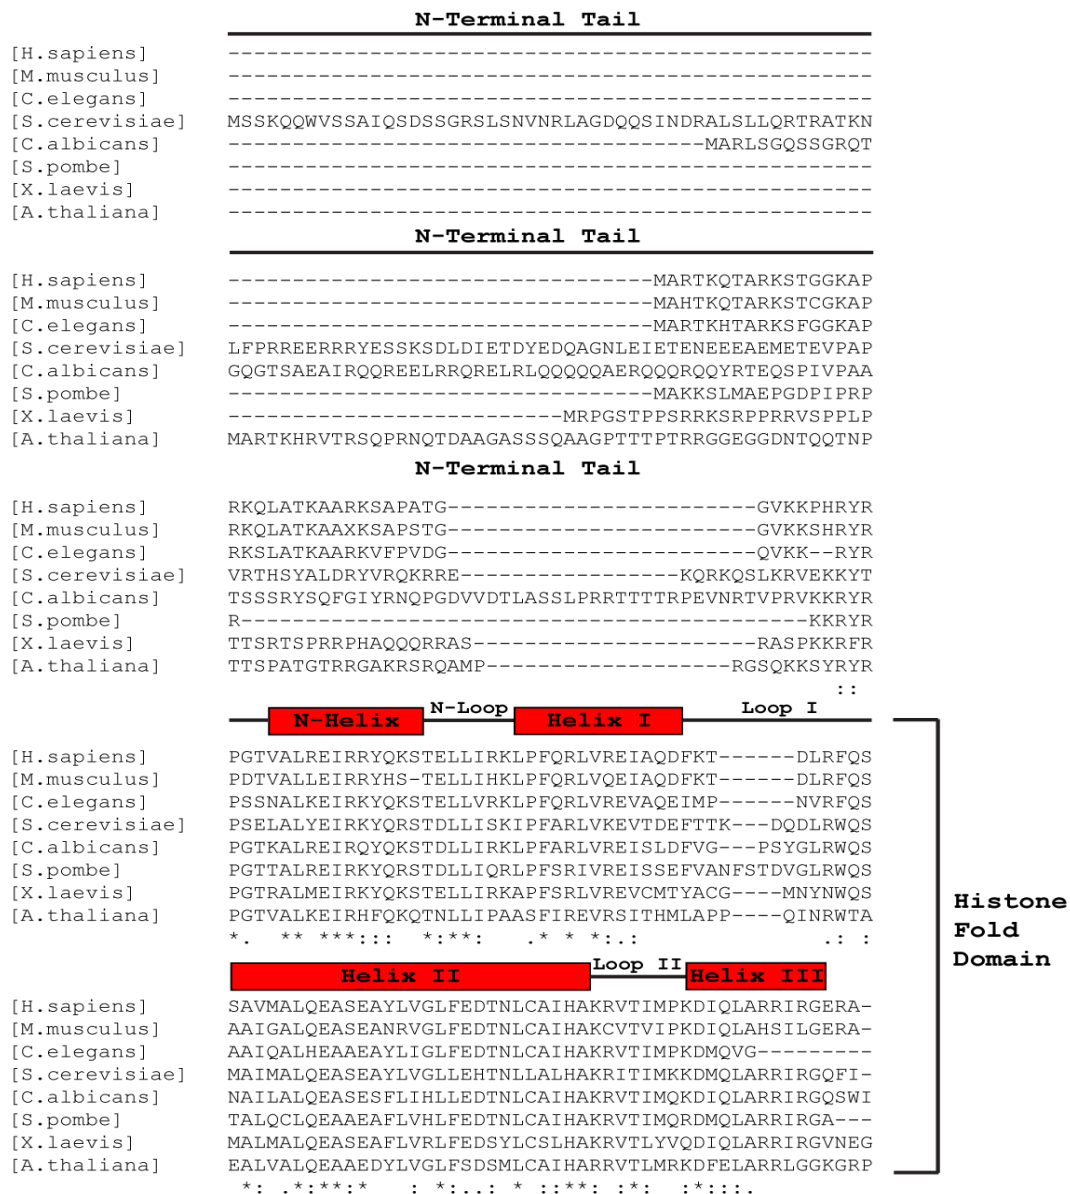 N-Terminal Tail
[H.sapiens] -------------------------------------------------
[M.musculus] -------------------------------------------------
[C.elegans] -------------------------------------------------
[S.cerevisiae] MSSKQQWVSSAIQSDSSGRSLSNVNRLAGDQQSINDRALSLLQRTRATKN
[C.albicans] -------------------------------------MARLSGQSSGRQT
[S.pombe] -------------------------------------------------
[X.laevis] -------------------------------------------------
[A.thaliana] -------------------------------------------------
N-Terminal Tail
[H.sapiens] ---------------------------------MARTKQTARKSTGGKAP
[M.musculus] ---------------------------------MAHTKQTARKSTCGKAP
[C.elegans] ---------------------------------MARTKHTARKSFGGKAP
[S.cerevisiae] LFPRREERRRYESSKSDLDIETDYEDQAGNLEIETENEEEAEMETEVPAP
[C.albicans] GQGTSAEAIRQQREELRRQRELRLQQQQQAERQQQRQQYRTEQSPIVPAA
[S.pombe] ---------------------------------MAKKSLMAEPGDPIPRP
[X.laevis] --------------------------MRPGSTPPSRRKSRPPRRVSPPLP
[A.thaliana] MARTKHRVTRSQPRNQTDAAGASSSQAAGPTTTPTRRGGEGGDNTQQTNP
N-Terminal Tail
[H.sapiens] RKQLATKAARKSAPATG------------------------GVKKPHRYR
[M.musculus] RKQLATKAAXKSAPSTG------------------------GVKKSHRYR
[C.elegans] RKSLATKAARKVFPVDG------------------------QVKK--RYR
[S.cerevisiae] VRTHSYALDRYVRQKRRE-----------------KQRKQSLKRVEKKYT
[C.albicans] TSSSRYSQFGIYRNQPGDVVDTLASSLPRRTTTTRPEVNRTVPRVKKRYR
[S.pombe] R--------------------------------------------KKRYR
[X.laevis] TTSRTSPRRPHAQQQRRAS----------------------RASPKKRFR
[A.thaliana] TTSPATGTRRGAKRSRQAMP-------------------RGSQKKSYRYR
::
N-Helix N-Loop Helix I Loop I
[H.sapiens] PGTVALREIRRYQKSTELLIRKLPFQRLVREIAQDFKT------DLRFQS
[M.musculus] PDTVALLEIRRYHS-TELLIHKLPFQRLVQEIAQDFKT------DLRFQS
[C.elegans] PSSNALKEIRKYQKSTELLVRKLPFQRLVREVAQEIMP------NVRFQS
[S.cerevisiae] PSELALYEIRKYQRSTDLLISKIPFARLVKEVTDEFTTK---DQDLRWQS
[C.albicans] PGTKALREIRQYQKSTDLLIRKLPFARLVREISLDFVG---PSYGLRWQS
[S.pombe] PGTTALREIRKYQRSTDLLIQRLPFSRIVREISSEFVANFSTDVGLRWQS
[X.laevis] PGTRALMEIRKYQKSTELLIRKAPFSRLVREVCMTYACG----MNYNWQS
[A.thaliana] PGTVALKEIRHFQKQTNLLIPAASFIREVRSITHMLAPP----QINRWTA
*. ** ***::: *:**: .* * *:.: .: :
Helix II Loop II Helix III
[H.sapiens] SAVMALQEASEAYLVGLFEDTNLCAIHAKRVTIMPKDIQLARRIRGERA-
[M.musculus] AAIGALQEASEANRVGLFEDTNLCAIHAKCVTVIPKDIQLAHSILGERA-
[C.elegans] AAIQALHEAAEAYLIGLFEDTNLCAIHAKRVTIMPKDMQVG---------
[S.cerevisiae] MAIMALQEASEAYLVGLLEHTNLLALHAKRITIMKKDMQLARRIRGQFI-
[C.albicans] NAILALQEASESFLIHLLEDTNLCAIHAKRVTIMQKDIQLARRIRGQSWI
[S.pombe] TALQCLQEAAEAFLVHLFEDTNLCAIHAKRVTIMQRDMQLARRIRGA---
[X.laevis] MALMALQEASEAFLVRLFEDSYLCSLHAKRVTLYVQDIQLARRIRGVNEG
[A.thaliana] EALVALQEAAEDYLVGLFSDSMLCAIHARRVTLMRKDFELARRLGGKGRP
*: .*:**:* : *:..: * ::**: :*: :*:::.
Histone
Fold
Domain